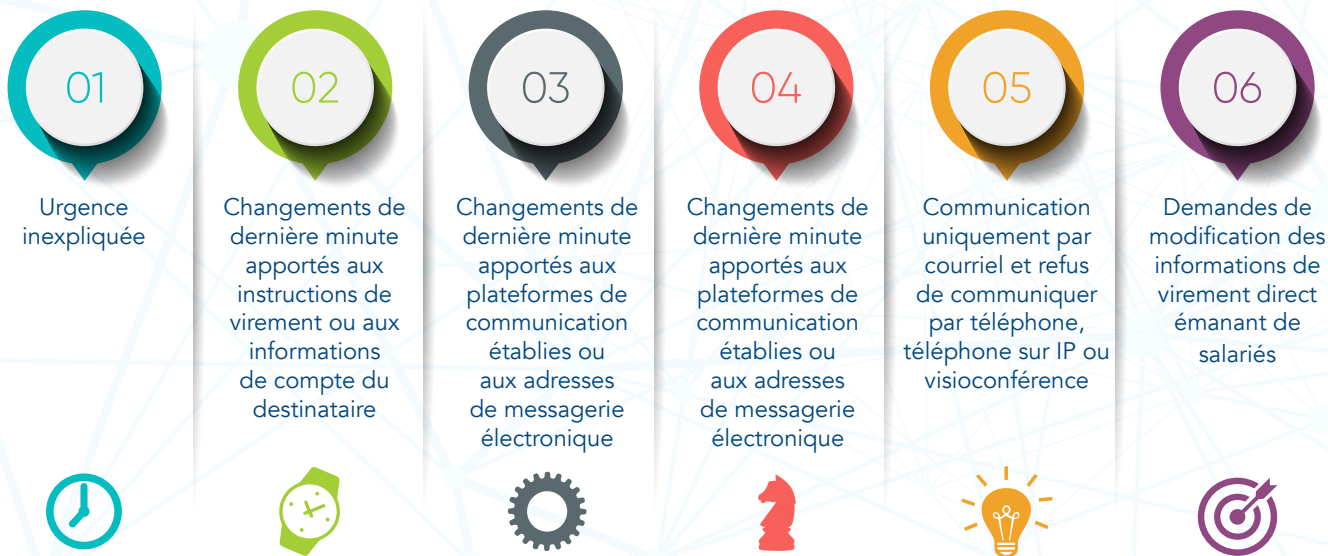 01
Urgence
inexpliquée
02
Changements de
dernière minute
apportés aux
instructions de
virement ou aux
informations
de compte du
destinataire
03
Changements de
dernière minute
apportés aux
plateformes de
communication
établies ou
aux adresses
de messagerie
électronique
04
Changements de
dernière minute
apportés aux
plateformes de
communication
établies ou
aux adresses
de messagerie
électronique
05
Communication
uniquement par
courriel et refus
de communiquer
par téléphone,
téléphone sur IP ou
visioconférence
06
Demandes de
modification des
informations de
virement direct
émanant de
salariés